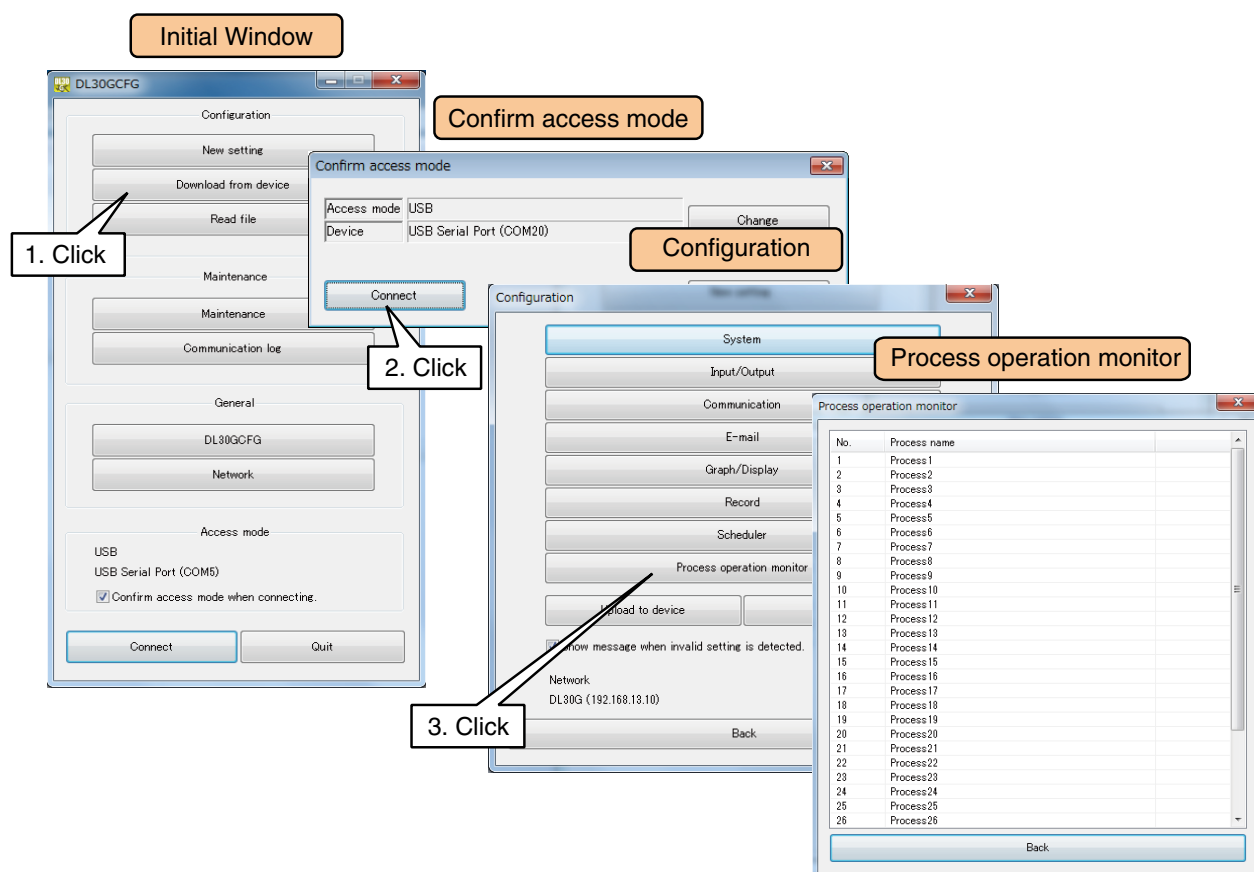 Initial Window
DL30GCFG
Configuration
New setting
Download from device
Read file
1. Click
Maintenance
Maintenance
Communication log
General
DL30GCFG
Network
Access mode
USB
USB Serial Port (COM5)
Confirm access mode when connecting.
Connect
Quit
Confirm access mode
Confirm access mode
Access mode USB
Device USB Serial Port (COM20)
Change
Connect
2. Click
Configuration
Configuration
System
Input/Output
Communication
E-mail
Graph/Display
Record
Scheduler
Process operation monitor
Upload to device
Show message when invalid setting is detected.
Network
DL30G (192.168.13.10)
3. Click
Back
Process operation monitor
Process operation monitor
No. Process name
1 Process1
2 Process2
3 Process3
4 Process4
5 Process5
6 Process6
7 Process7
8 Process8
9 Process9
10 Process10
11 Process11
12 Process12
13 Process13
14 Process14
15 Process15
16 Process16
17 Process17
18 Process18
19 Process19
20 Process20
21 Process21
22 Process22
23 Process23
24 Process24
25 Process25
26 Process26
Back